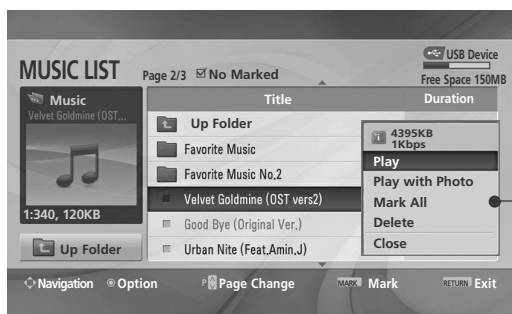 USB Device
MUSIC LIST
Page 2/3 ☑ No Marked
Free Space 150MB
Music
Velvet Goldmine (OST...
1:340, 120KB
Up Folder
Title
Duration
Up Folder
Favorite Music
Favorite Music No.2
Velvet Goldmine (OST vers2)
Good Bye (Original Ver.)
Urban Nite (Feat.Amin.J)
4395KB
1Kbps
Play
Play with Photo
Mark All
Delete
Close
Navigation
Option
P Page Change
MARK Mark
RETURN Exit